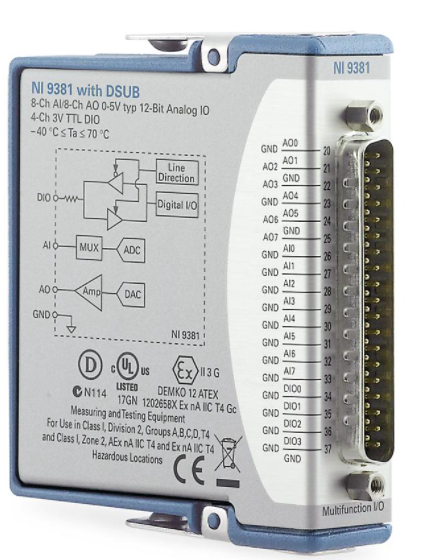 NI 9381 with DSUB
8-Ch AI/8-Ch AO 0-5V typ 12-Bit Analog IO
4-Ch 3V TTL DIO
−40 °C ≤ Ta ≤ 70 °C
Line
Direction
DIO
Digital I/O
AI
MUX
ADC
AO
Amp
DAC
GND
NI 9381
D
c UL US
LISTED
Ex II 3 G
N114
17GN
DEMKO 12 ATEX
1202658X Ex nA IIC T4 Gc
Measuring and Testing Equipment
For Use in Class I, Division 2, Groups A,B,C,D,T4
and Class I, Zone 2, AEx nA IIC T4 and Ex nA IIC T4
Hazardous Locations
CE
NI 9381
AO0
GND 20
AO1
AO2 21
GND
AO3 22
AO4
GND 23
AO5
AO6 24
GND
AO7 25
AI0
GND 26
AI1
GND 27
AI2
GND 28
AI3
GND 29
GND 30
AI5
GND 31
AI6
GND 32
AI7
GND 33
DIO0
GND 34
DIO1
GND 35
DIO2
GND 36
DIO3
GND 37
GND
Multifunction I/O